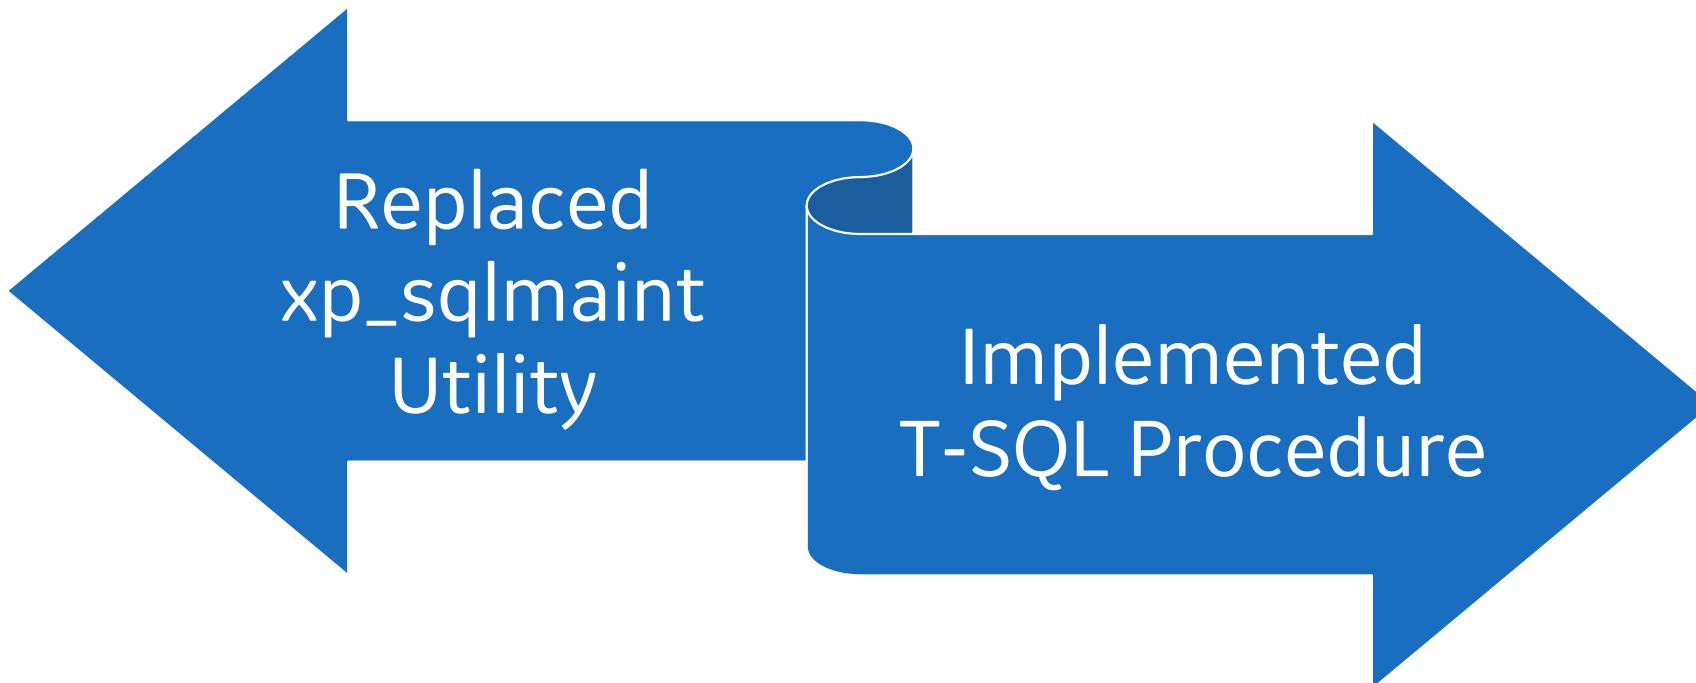 Replaced
xp_sqlmaint
Utility
Implemented
T-SQL Procedure